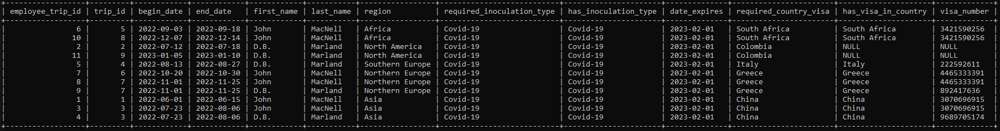 +------------------+---------+------------+------------+------------+-----------+-----------------+---------------------------+----------------------+--------------+-----------------------+---------------------+-------------+
| employee_trip_id | trip_id | begin_date | end_date   | first_name | last_name | region          | required_inoculation_type | has_inoculation_type | date_expires | required_country_visa | has_visa_in_country | visa_number |
+------------------+---------+------------+------------+------------+-----------+-----------------+---------------------------+----------------------+--------------+-----------------------+---------------------+-------------+
|                6 |       5 | 2022-09-03 | 2022-09-18 | John       | MacNell   | Africa          | Covid-19                  | Covid-19             | 2023-02-01   | South Africa          | South Africa        | 3421590256  |
|               10 |       8 | 2022-12-07 | 2022-12-14 | John       | MacNell   | Africa          | Covid-19                  | Covid-19             | 2023-02-01   | South Africa          | South Africa        | 3421590256  |
|                2 |       2 | 2022-07-12 | 2022-07-18 | D.B.       | Marland   | North America   | Covid-19                  | Covid-19             | 2023-02-01   | Colombia              | NULL                | NULL        |
|               11 |       9 | 2023-01-05 | 2023-01-10 | D.B.       | Marland   | North America   | Covid-19                  | Covid-19             | 2023-02-01   | Colombia              | NULL                | NULL        |
|                5 |       4 | 2022-08-13 | 2022-08-27 | D.B.       | Marland   | Southern Europe | Covid-19                  | Covid-19             | 2023-02-01   | Italy                 | Italy               | 222592611   |
|                7 |       6 | 2022-10-20 | 2022-10-30 | John       | MacNell   | Northern Europe | Covid-19                  | Covid-19             | 2023-02-01   | Greece                | Greece              | 4465333391  |
|                8 |       7 | 2022-11-01 | 2022-11-25 | John       | MacNell   | Northern Europe | Covid-19                  | Covid-19             | 2023-02-01   | Greece                | Greece              | 4465333391  |
|                9 |       7 | 2022-11-01 | 2022-11-25 | D.B.       | Marland   | Northern Europe | Covid-19                  | Covid-19             | 2023-02-01   | Greece                | Greece              | 892417636   |
|                1 |       1 | 2022-06-01 | 2022-06-15 | John       | MacNell   | Asia            | Covid-19                  | Covid-19             | 2023-02-01   | China                 | China               | 3070696915  |
|                3 |       3 | 2022-07-23 | 2022-08-06 | John       | MacNell   | Asia            | Covid-19                  | Covid-19             | 2023-02-01   | China                 | China               | 3070696915  |
|                4 |       3 | 2022-07-23 | 2022-08-06 | D.B.       | Marland   | Asia            | Covid-19                  | Covid-19             | 2023-02-01   | China                 | China               | 9689705174  |
+------------------+---------+------------+------------+------------+-----------+-----------------+---------------------------+----------------------+--------------+-----------------------+---------------------+-------------+